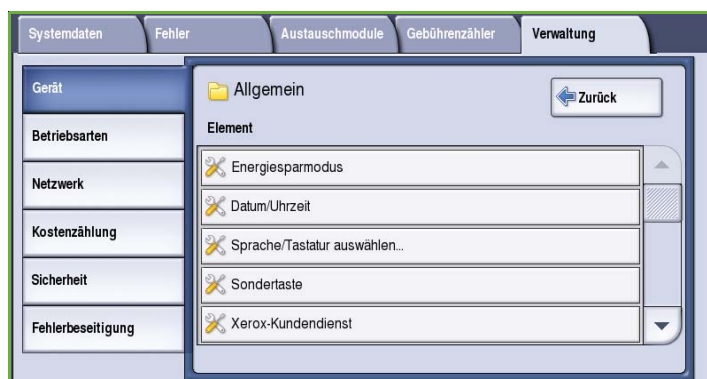 Systemdaten Fehler Austauschmodule Gebührenzähler Verwaltung
Gerät
Betriebsarten
Netzwerk
Kostenzählung
Sicherheit
Fehlerbeseitigung
Allgemein
Zurück
Element
Energiesparmodus
Datum/Uhrzeit
Sprache/Tastatur auswählen...
Sondertaste
Xerox-Kundendienst